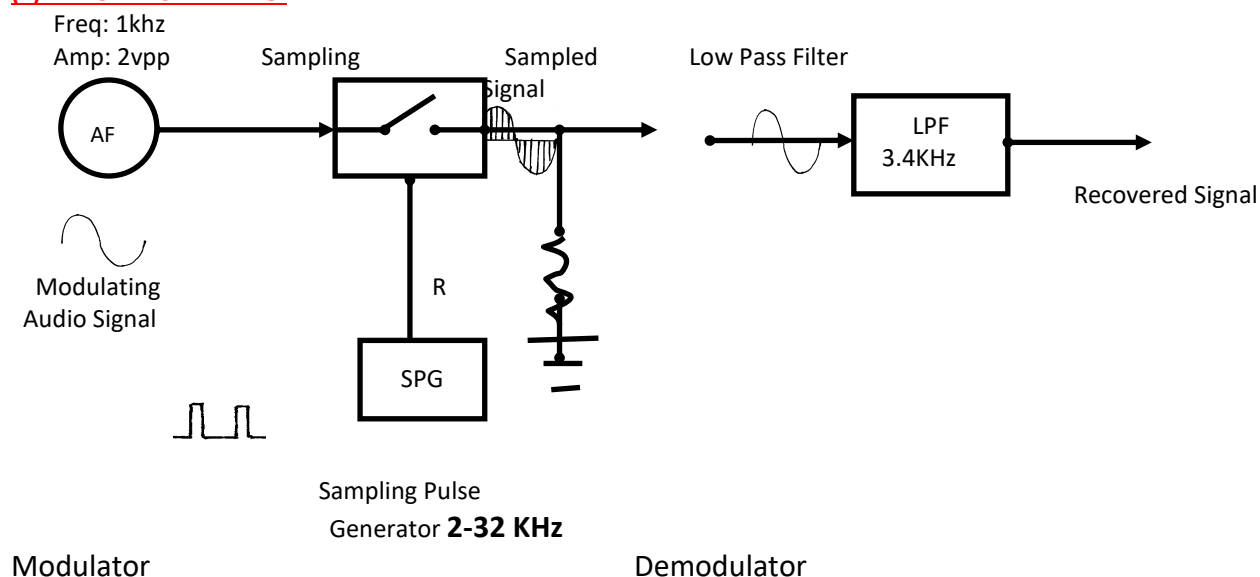 Freq: 1khz
Amp: 2vpp
Sampling
Sampled
Signal
Low Pass Filter
AF
LPF
3.4KHz
Recovered Signal
Modulating
Audio Signal
R
SPG
Sampling Pulse
Generator 2-32 KHz
Modulator
Demodulator